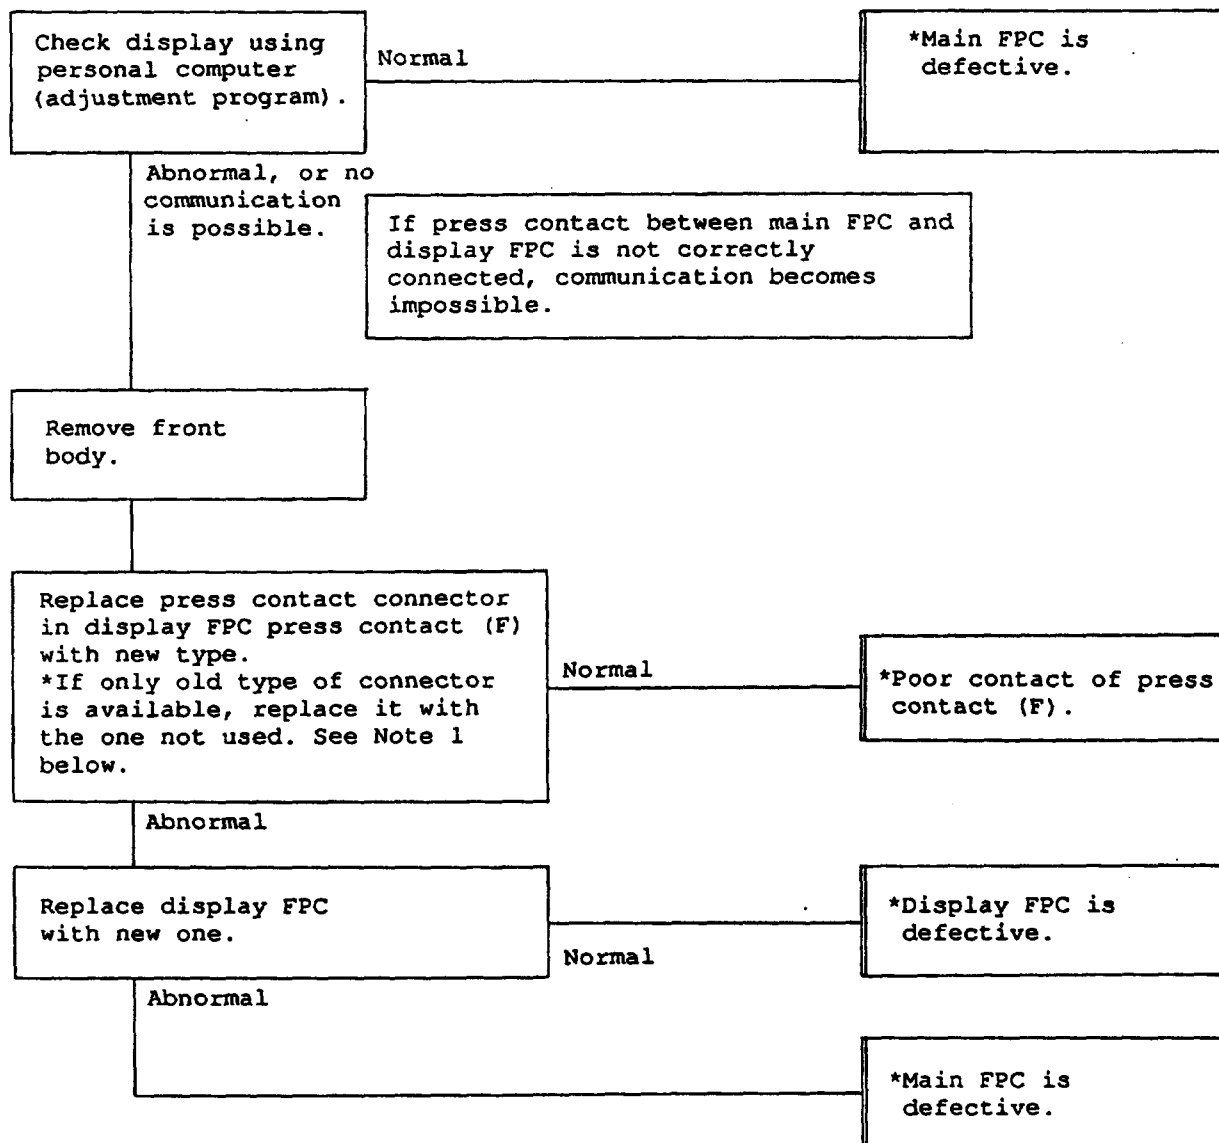 Check display using
personal computer
(adjustment program).
Normal
*Main FPC is
defective.
Abnormal, or no
communication
is possible.
If press contact between main FPC and
display FPC is not correctly
connected, communication becomes
impossible.
Remove front
body.
Replace press contact connector
in display FPC press contact (F)
with new type.
*If only old type of connector
is available, replace it with
the one not used. See Note 1
below.
Normal
*Poor contact of press
contact (F).
Abnormal
Replace display FPC
with new one.
Normal
*Display FPC is
defective.
Abnormal
*Main FPC is
defective.